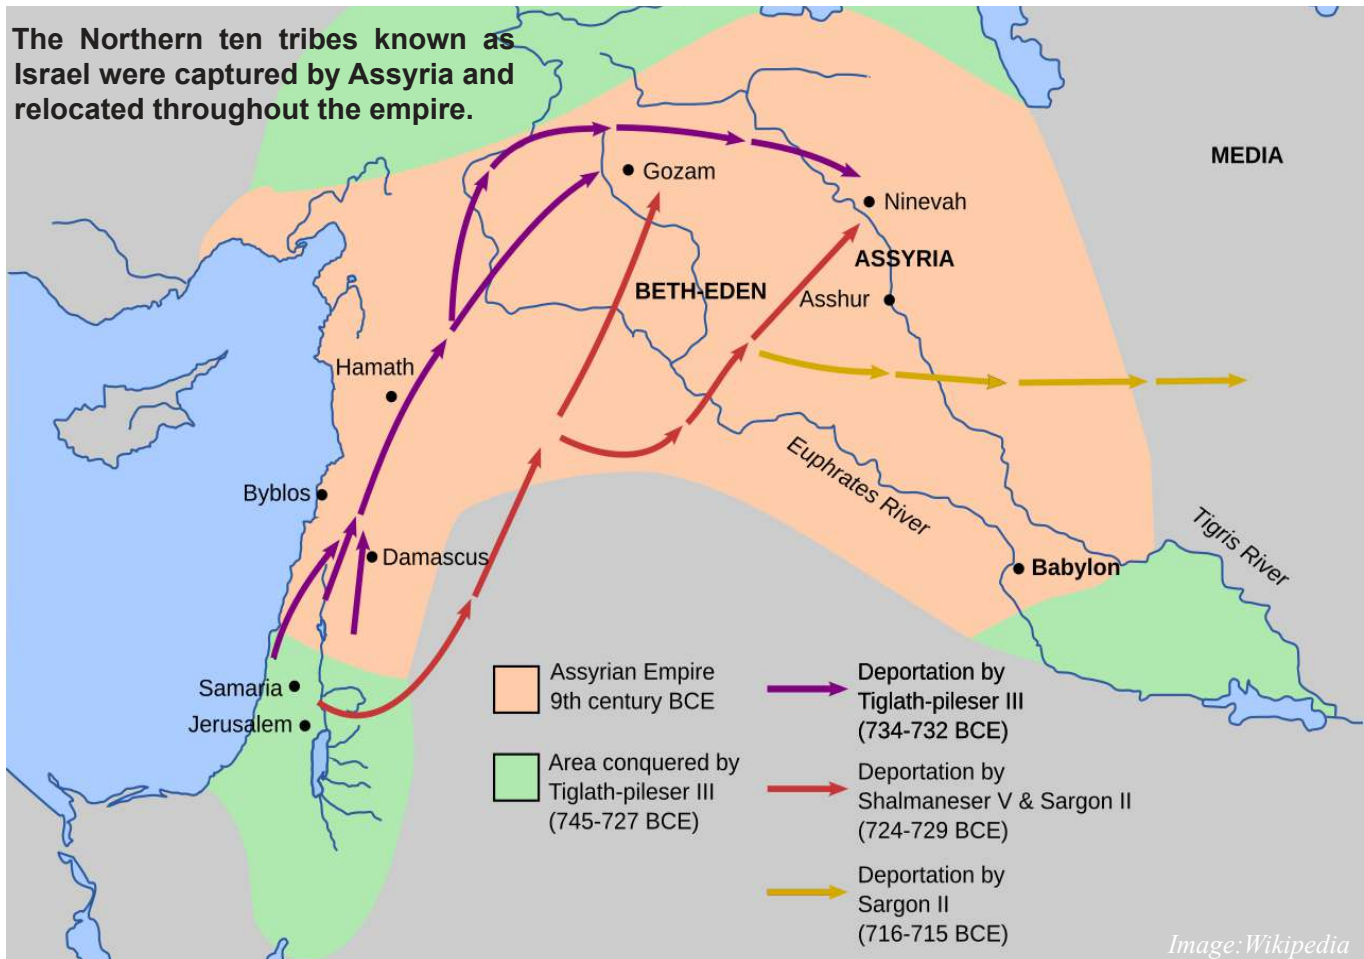 The Northern ten tribes known as
Israel were captured by Assyria and
relocated throughout the empire.
MEDIA
Gozam
Ninevah
ASSYRIA
BETH-EDEN
Asshur
Hamath
Euphrates River
Byblos
Tigris River
Damascus
Babylon
Samaria
Jerusalem
Assyrian Empire
9th century BCE
Area conquered by
Tiglath-pileser III
(745-727 BCE)
Deportation by
Tiglath-pileser III
(734-732 BCE)
Deportation by
Shalmaneser V & Sargon II
(724-729 BCE)
Deportation by
Sargon II
(716-715 BCE)
Image:Wikipedia